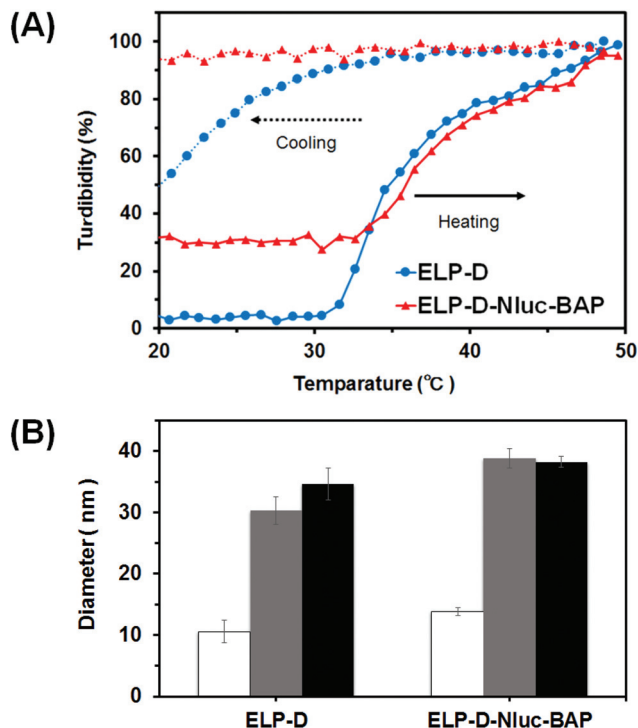 (A)
Turdibidity (%)
100
80
60
40
20
0
Cooling
Heating
ELP-D
ELP-D-Nluc-BAP
20
30
40
50
Temparature (℃)
(B)
Diameter ( nm )
40
30
20
10
0
ELP-D
ELP-D-Nluc-BAP